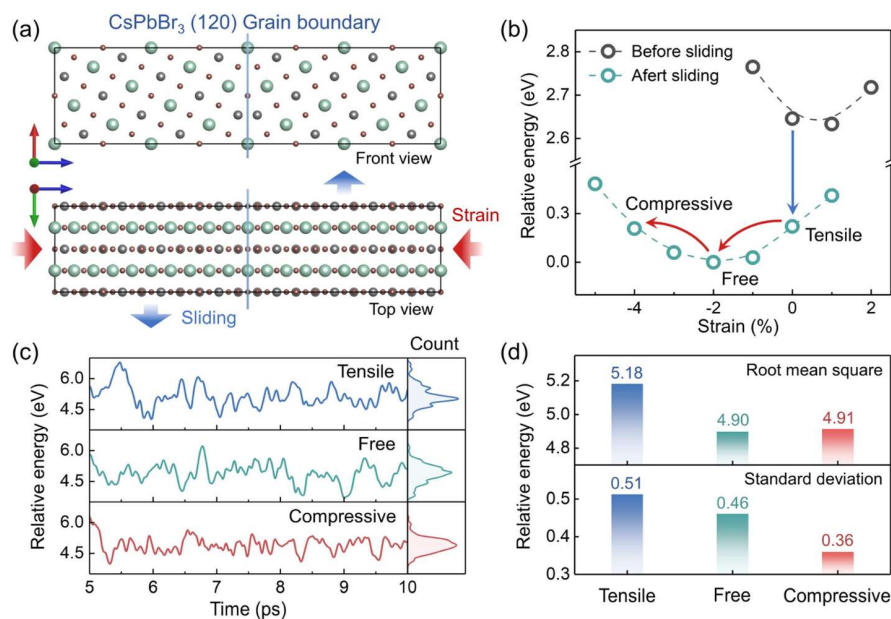 (a)
CsPbBr₃ (120) Grain boundary
Front view
Strain
Top view
Sliding
(b)
Before sliding
Afert sliding
Relative energy (eV)
2.8
2.7
2.6
0.3
0.0
Compressive
Tensile
Free
-4
-2
0
2
Strain (%)
(c)
Count
Relative energy (eV)
6.0
4.5
Tensile
6.0
4.5
Free
6.0
4.5
Compressive
5
6
7
8
9
10
Time (ps)
(d)
Relative energy (eV)
5.2
5.0
4.8
5.18
4.90
4.91
Root mean square
0.5
0.4
0.3
0.51
0.46
0.36
Standard deviation
Tensile
Free
Compressive